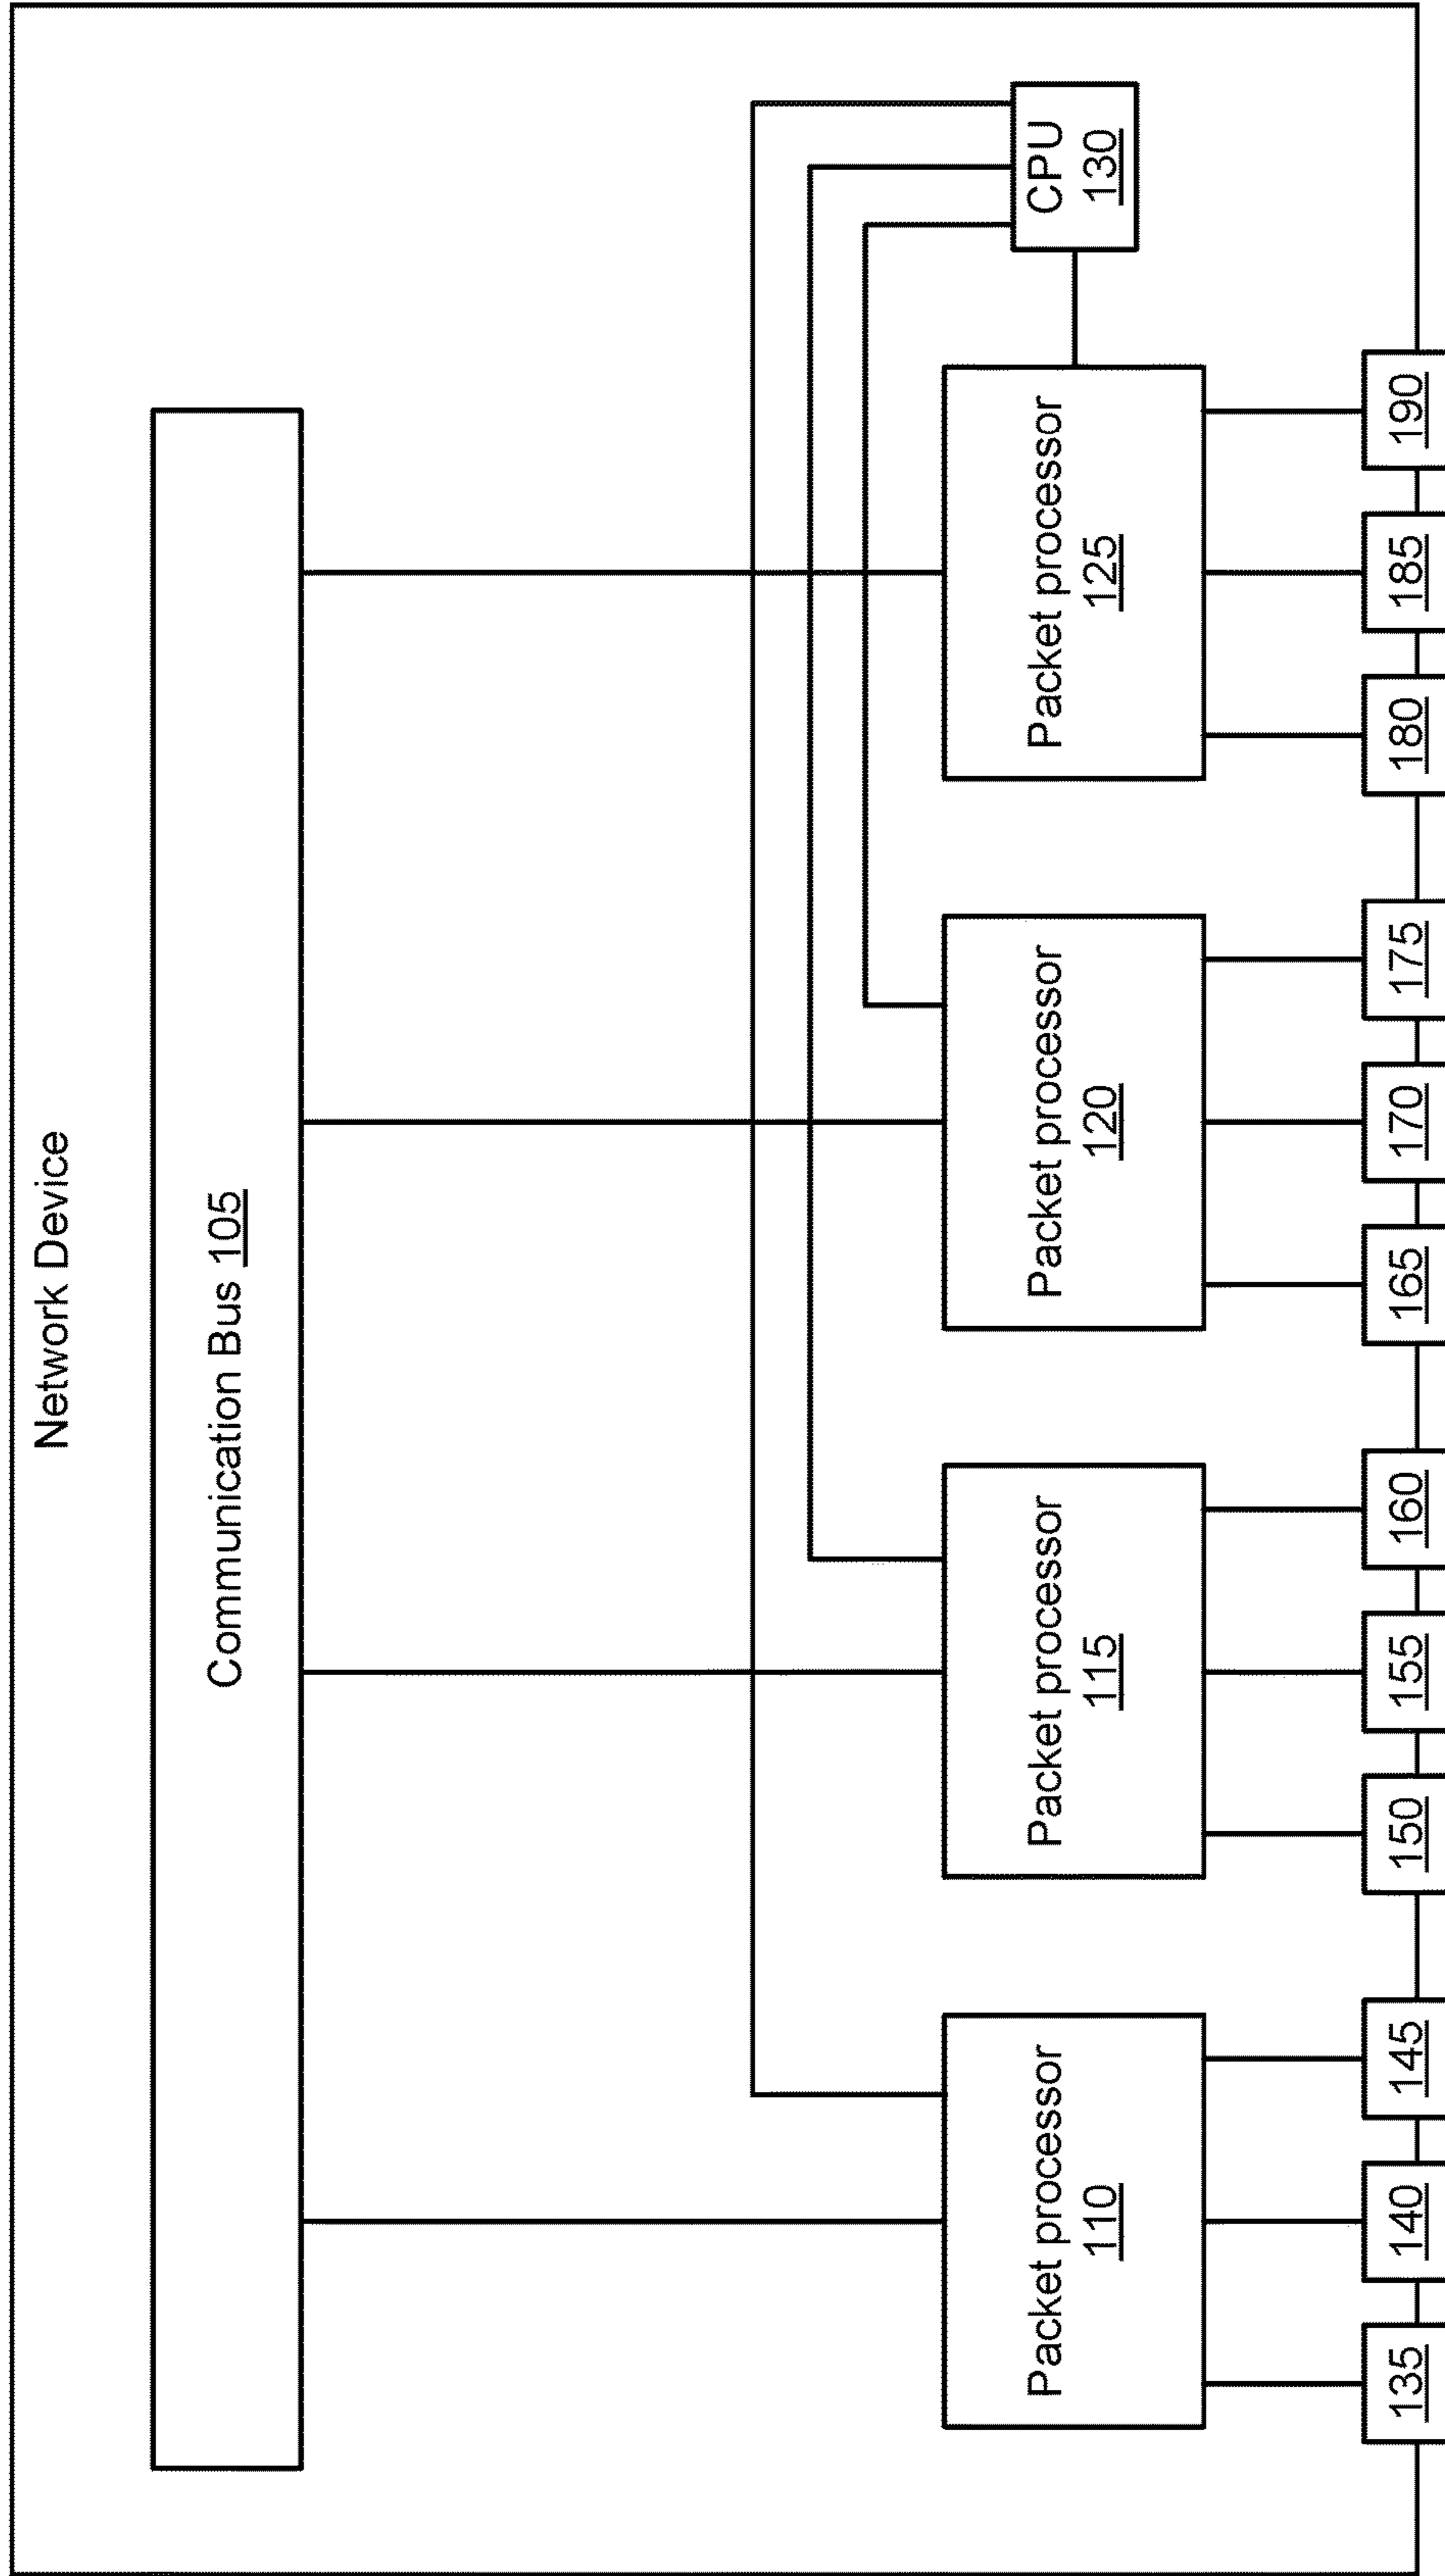 Network Device
Communication Bus 105
Packet processor
110
Packet processor
115
Packet processor
120
Packet processor
125
CPU
130
135
140
145
150
155
160
165
170
175
180
185
190